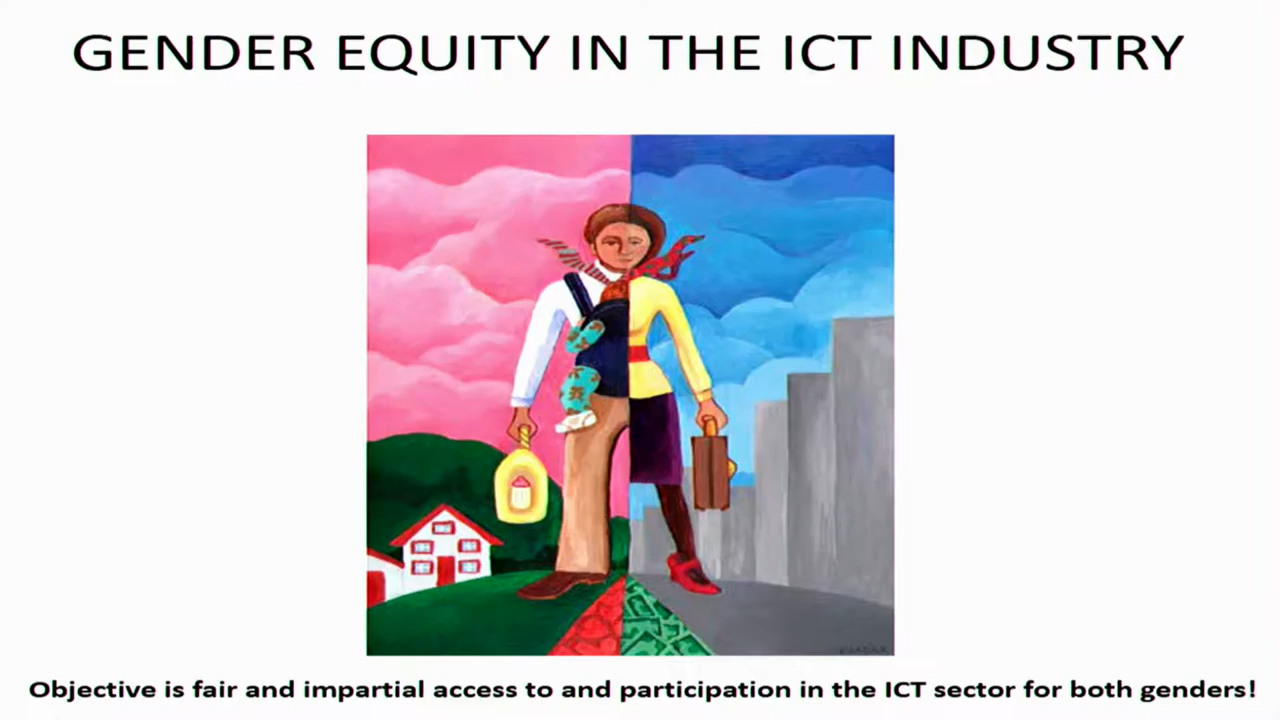 GENDER EQUITY IN THE ICT INDUSTRY
Objective is fair and impartial access to and participation in the ICT sector for both genders!